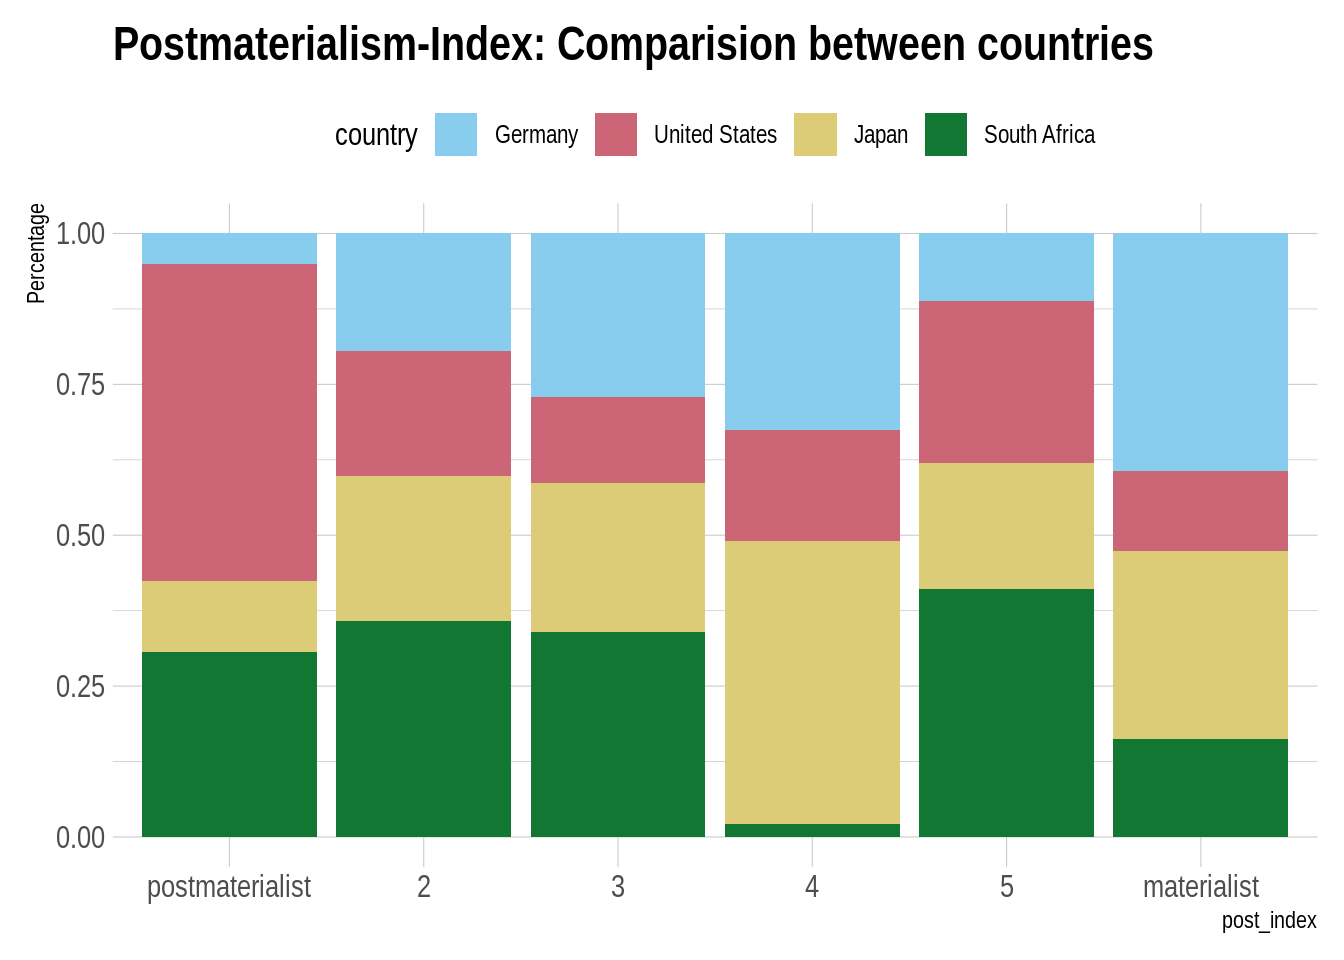 Postmaterialism-Index: Comparision between countries
country Germany United States Japan South Africa
Percentage
1.00
0.75
0.50
0.25
0.00
postmaterialist 2 3 4 5 materialist
post_index